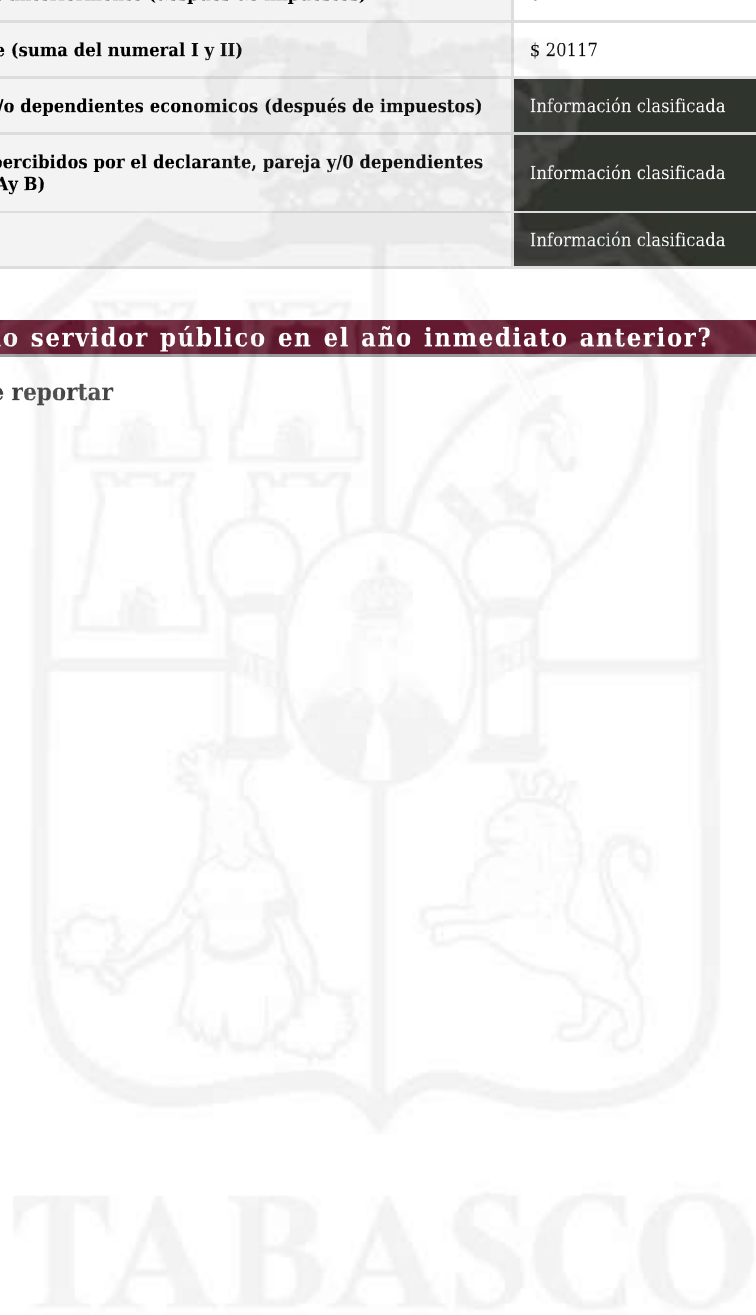 e (suma del numeral I y II)
$ 20117
/o dependientes economicos (después de impuestos)
Información clasificada
percibidos por el declarante, pareja y/0 dependientes
Ay B)
Información clasificada
Información clasificada
o servidor público en el año inmediato anterior?
e reportar
TABASCO